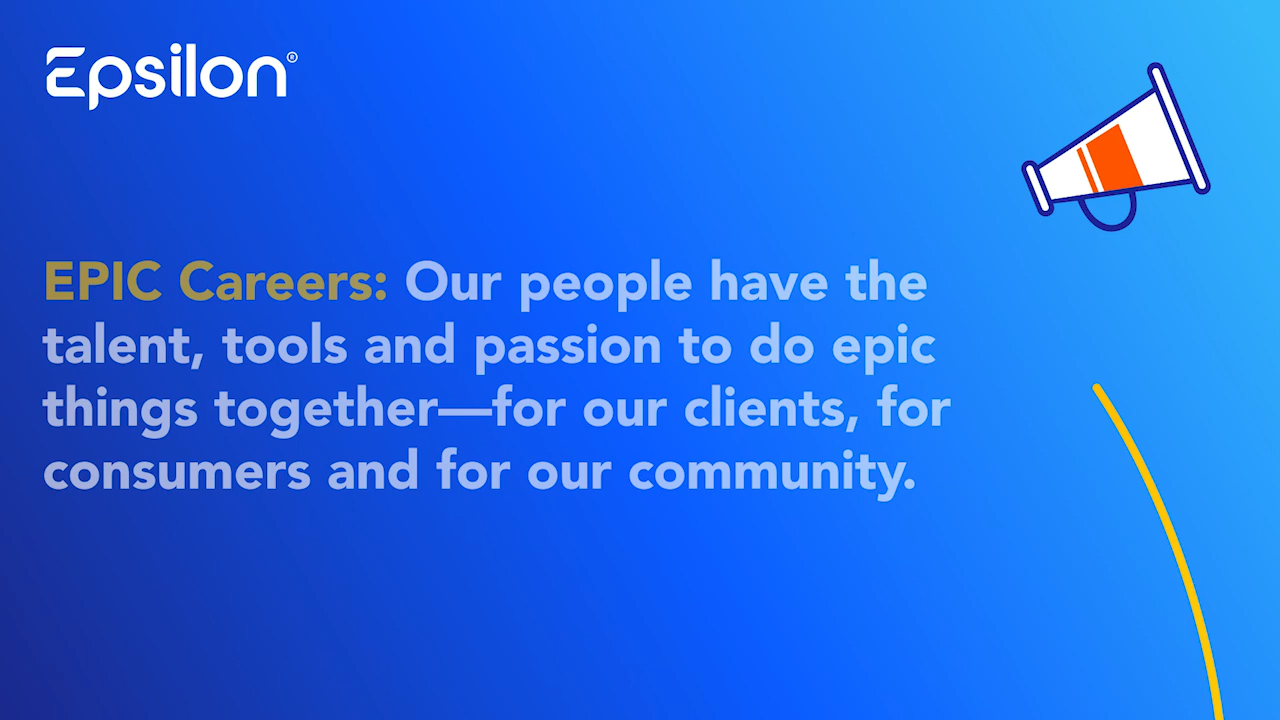 Epsilon®
EPIC Careers: Our people have the
talent, tools and passion to do epic
things together—for our clients, for
consumers and for our community.